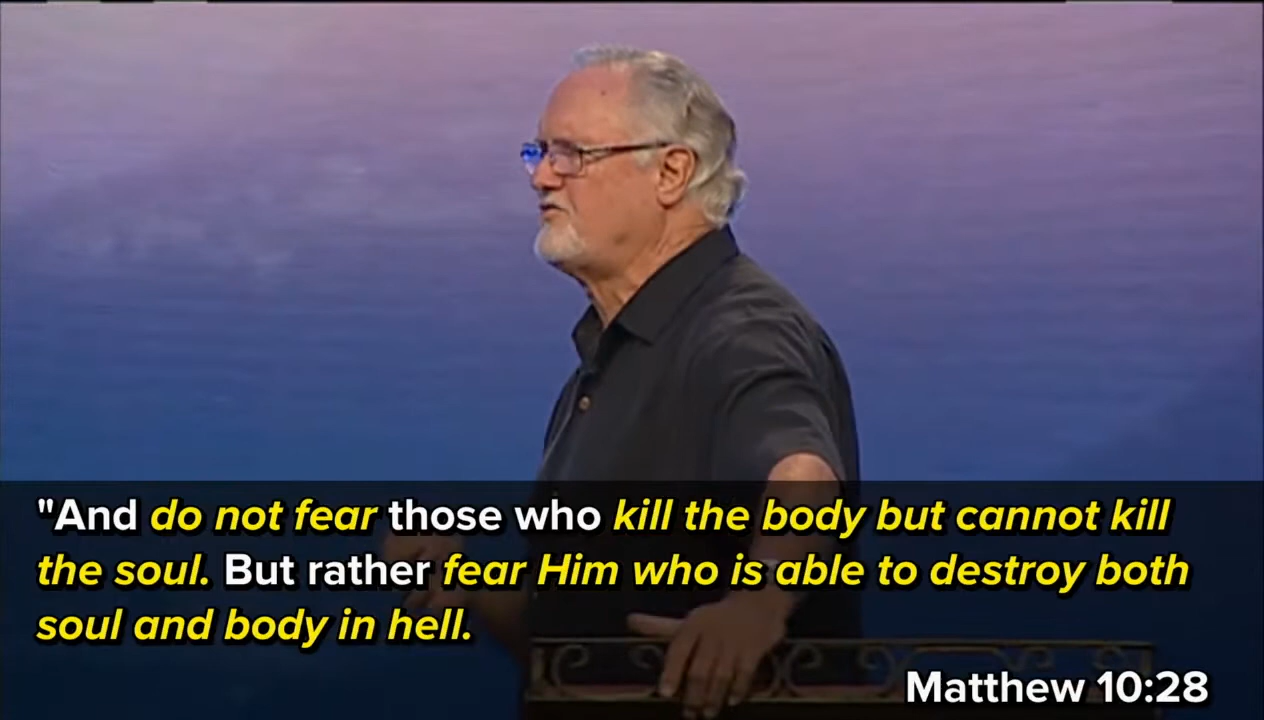 "And do not fear those who kill the body but cannot kill
the soul. But rather fear Him who is able to destroy both
soul and body in hell.
Matthew 10:28